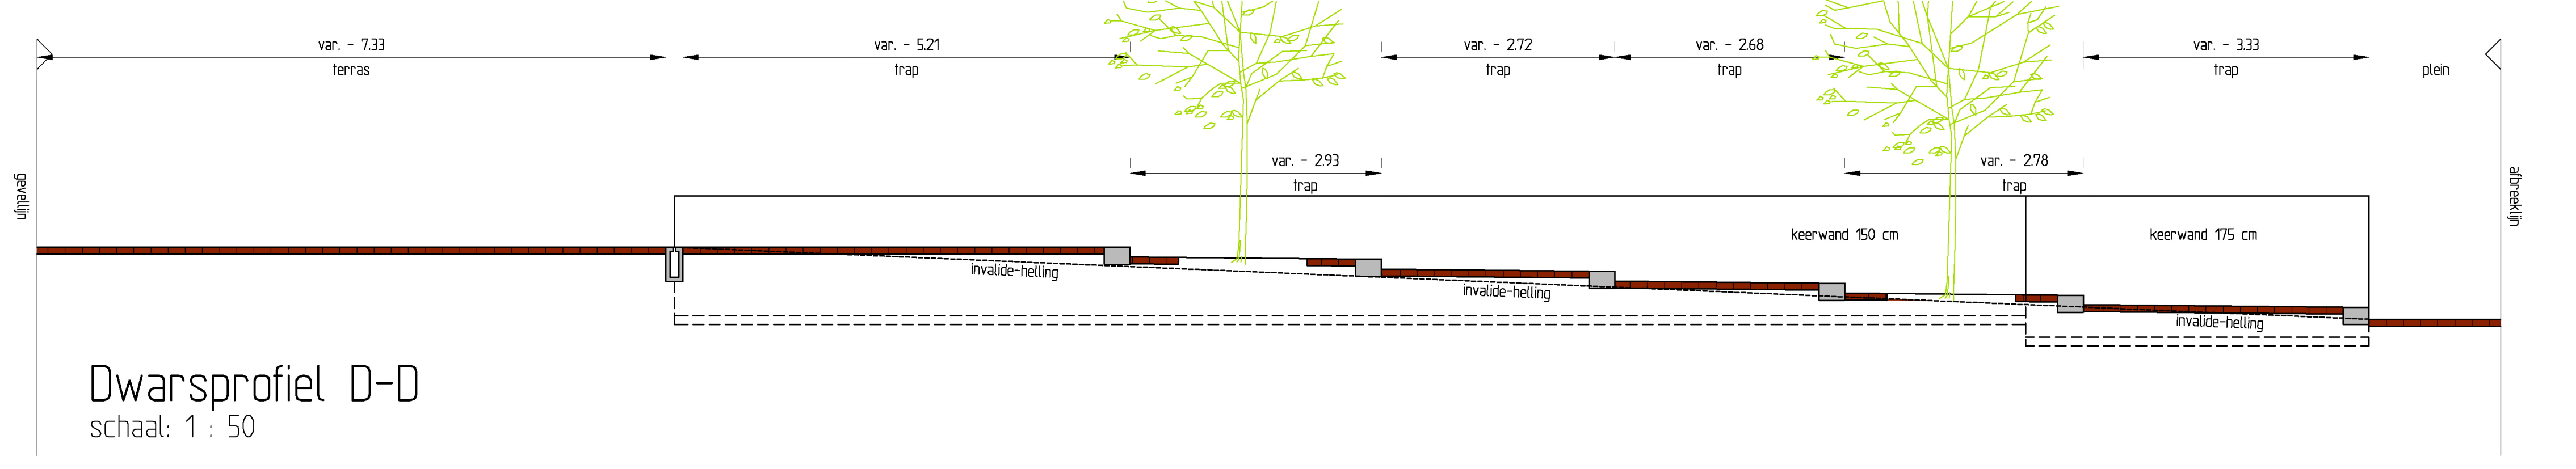 var. - 7.33
terras
var. - 5.21
trap
var. - 2.72
trap
var. - 2.68
trap
var. - 3.33
trap
plein
var. - 2.93
trap
var. - 2.78
trap
gevellijn
afbreeklijn
keerwand 150 cm
keerwand 175 cm
invalide-helling
invalide-helling
invalide-helling
Dwarsprofiel D-D
schaal: 1 : 50